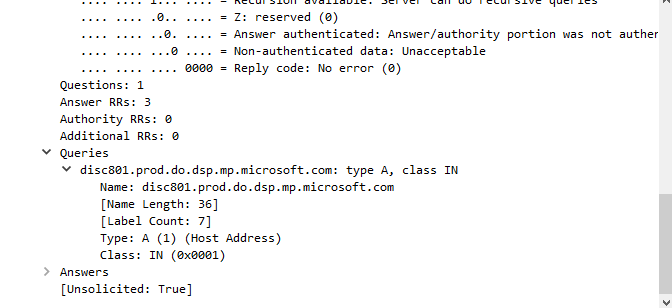 .... .... 1... .... = Recursion available: Server can do recursive queries
.... .... .0.. .... = Z: reserved (0)
.... .... ..0. .... = Answer authenticated: Answer/authority portion was not
.... .... ...0 .... = Non-authenticated data: Unacceptable
.... .... .... 0000 = Reply code: No error (0)
Questions: 1
Answer RRs: 3
Authority RRs: 0
Additional RRs: 0
Queries
disc801.prod.do.dsp.mp.microsoft.com: type A, class IN
Name: disc801.prod.do.dsp.mp.microsoft.com
[Name Length: 36]
[Label Count: 7]
Type: A (1) (Host Address)
Class: IN (0x0001)
Answers
[Unsolicited: True]